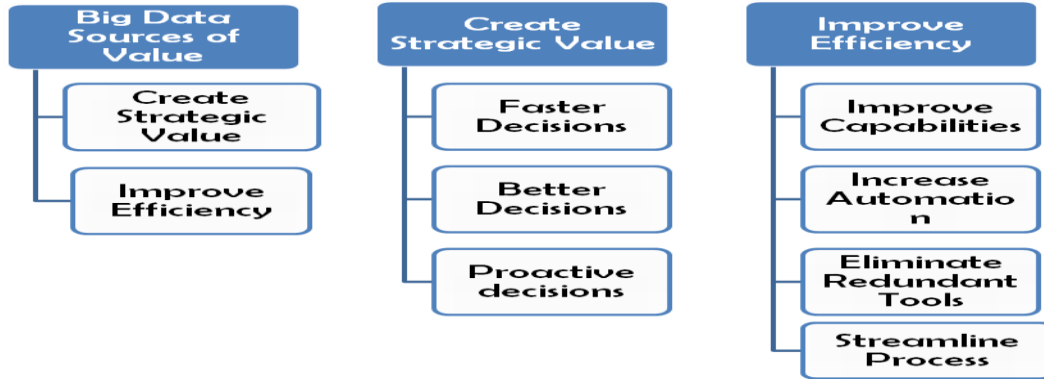 Big Data
Sources of
Value
Create
Strategic
Value
Improve
Efficiency
Create
Strategic Value
Faster
Decisions
Better
Decisions
Proactive
decisions
Improve
Efficiency
Improve
Capabilities
Increase
Automatio
n
Eliminate
Redundant
Tools
Streamline
Process